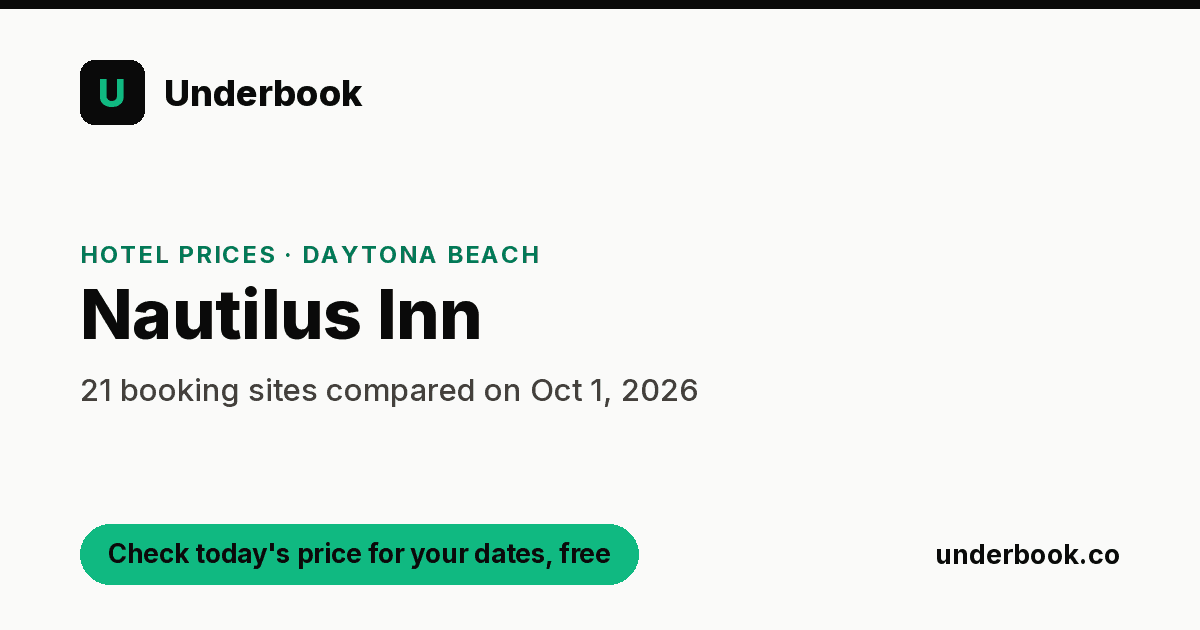 U Underbook
HOTEL PRICES · DAYTONA BEACH
Nautilus Inn
21 booking sites compared on Oct 1, 2026
Check today's price for your dates, free
underbook.co